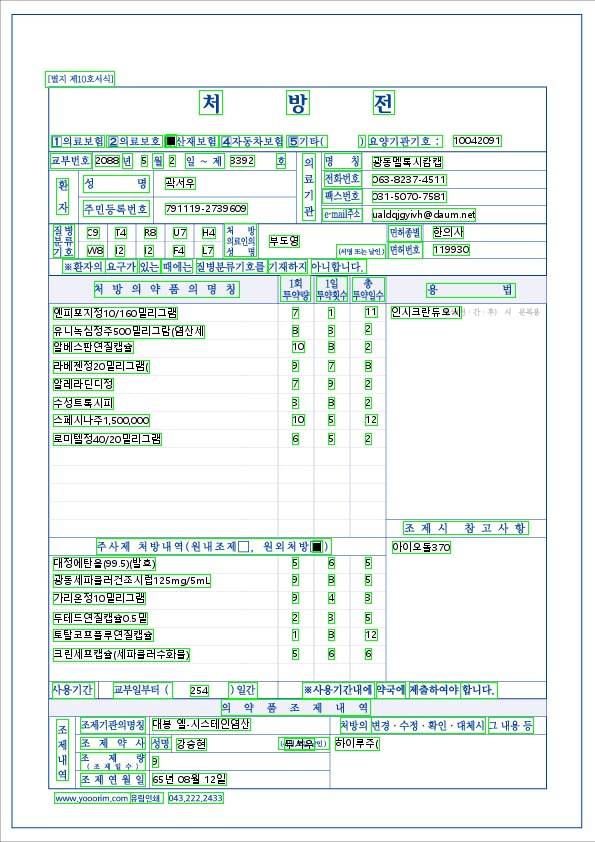 [별지 제10호서식]
처 방 전
1의료보험 2의료보호 ■산재보험 4자동차보험 5기타( ) 요양기관기호 : 10042091
교부번호 2088 년 5 월 2 일 ~ 제 8392 호
환자 성 명 곽서우
주민등록번호 791119-2739609
의료기관 명 칭 광동멜록시캄캡
전화번호 063-8237-4511
팩스번호 031-5070-7581
e-mail주소 ualdqjgyivh@daum.net
질병분류기호 C9 T4 R8 U7 H4
W8 I2 I2 F4 L7
처 방 의료인의 성 명 부도영 (서명 또는 날인)
면허종별 한의사
면허번호 119930
※환자의 요구가 있는 때에는 질병분류기호를 기재하지 아니합니다.
처 방 의 약 품 의 명 칭 1회 투약량 1일 투약횟수 총 투약일수 용 법
엔피포지정10/160밀리그램 7 1 11 인시크란듀오시
유니녹심정주500밀리그람(염산세 8 3 2
알베스판연질캡슐 10 8 2
라베젠정20밀리그램( 9 7 8
알레라딘디정 7 9 2
수성트록시피 3 8 2
스페시나주1,500,000 10 5 12
로미텔정40/20밀리그램 6 5 2
조 제 시 참 고 사 항
주사제 처방내역(원내조제□, 원외처방■) 아이오돌370
대정에탄올(99.5)(발효) 5 6 5
광동세파클러건조시럽125mg/5mL 9 8 5
가리온정10밀리그램 9 4 3
두테드연질캡슐0.5밀 2 3 5
토탈코프플루연질캡슐 1 8 12
크린세프캡슐(세파클러수화물) 5 6 6
사용기간 교부일부터 ( 254 ) 일간 ※사용기간내에 약국에 제출하여야 합니다.
의 약 품 조 제 내 역
조제내역 조제기관의명칭 대봉 엘-시스테인염산 처방의 변경·수정·확인·대체시 그 내용 등
조 제 약 사 성명 강승현 하이루주(
조 제 량 (조제일수) 9
조 제 연 월 일 65년 08월 12일
www.yooorim.com 유림인쇄 043.222.2433